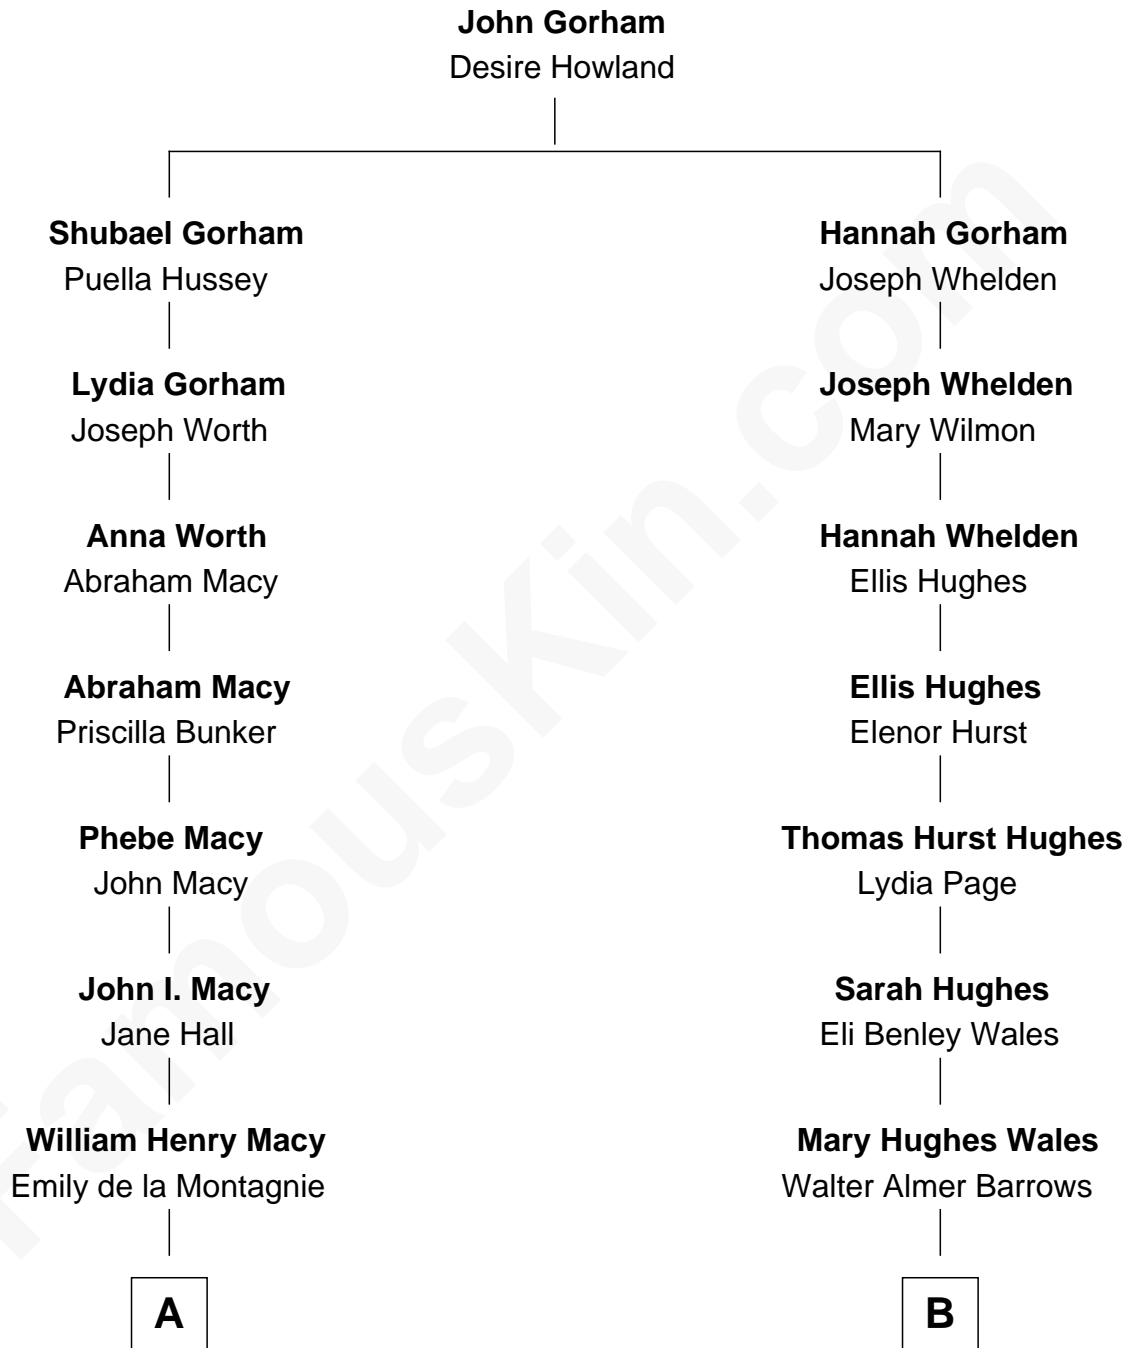 John Gorham
Desire Howland
Shubael Gorham
Puella Hussey
Hannah Gorham
Joseph Whelden
Lydia Gorham
Joseph Worth
Joseph Whelden
Mary Wilmon
Anna Worth
Abraham Macy
Hannah Whelden
Ellis Hughes
Abraham Macy
Priscilla Bunker
Ellis Hughes
Elenor Hurst
Phebe Macy
John Macy
Thomas Hurst Hughes
Lydia Page
John I. Macy
Jane Hall
Sarah Hughes
Eli Benley Wales
William Henry Macy
Emily de la Montagnie
Mary Hughes Wales
Walter Almer Barrows
A
B
FamousKin.com